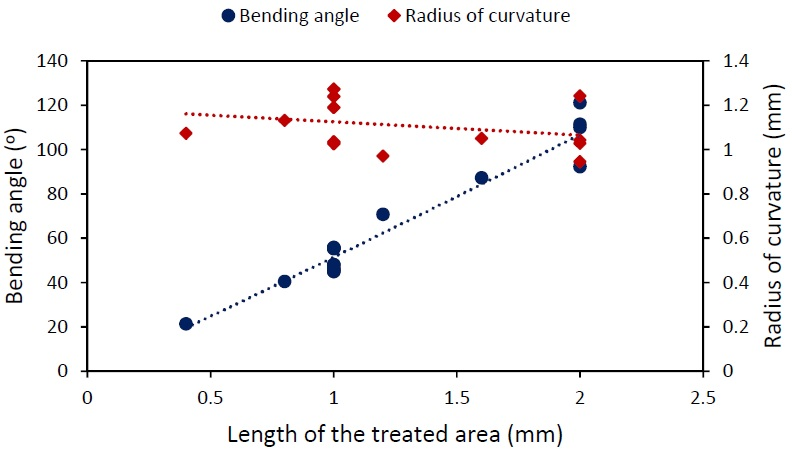 Bending angle Radius of curvature
140 1.4
120 1.2
100 1
80 0.8
60 0.6
40 0.4
20 0.2
0 0
Bending angle (º)
Radius of curvature (mm)
0 0.5 1 1.5 2 2.5
Length of the treated area (mm)